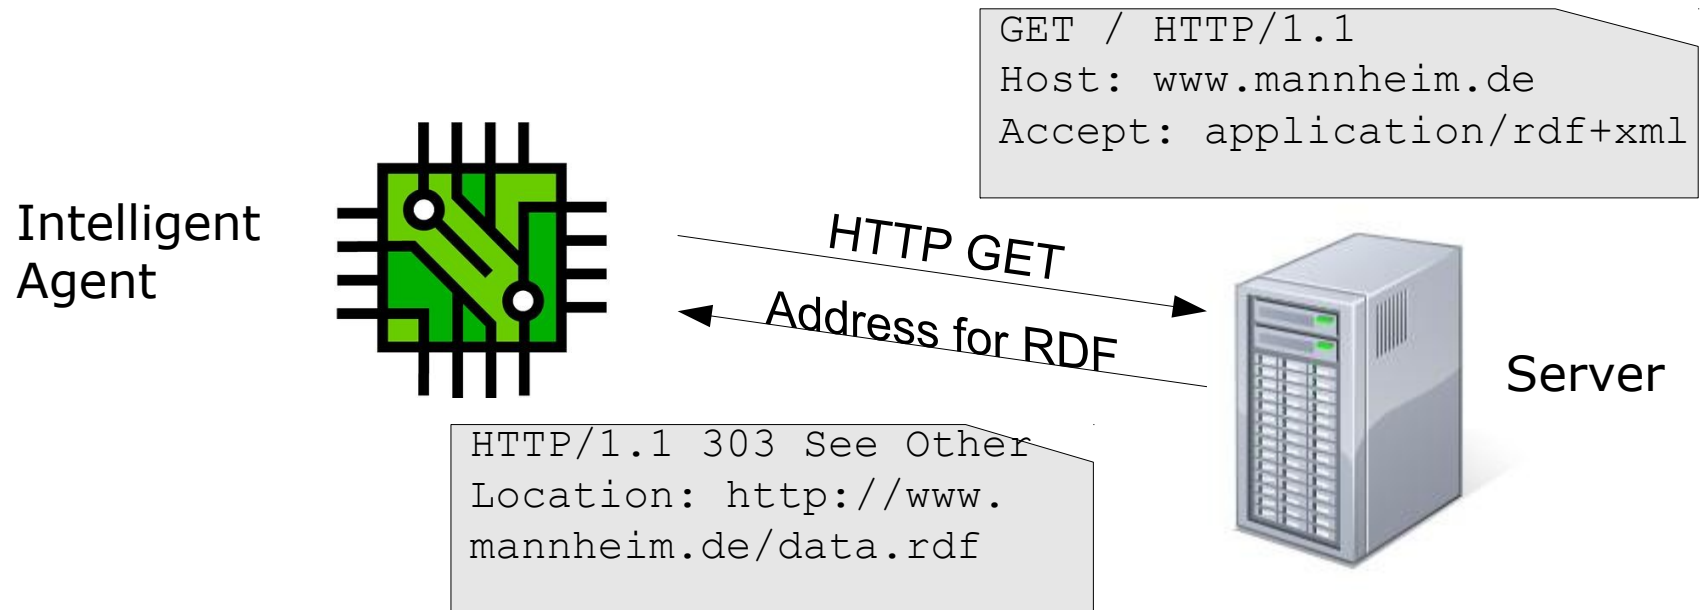 GET / HTTP/1.1
Host: www.mannheim.de
Accept: application/rdf+xml
Intelligent
Agent
HTTP GET
Address for RDF
Server
HTTP/1.1 303 See Other
Location: http://www.
mannheim.de/data.rdf